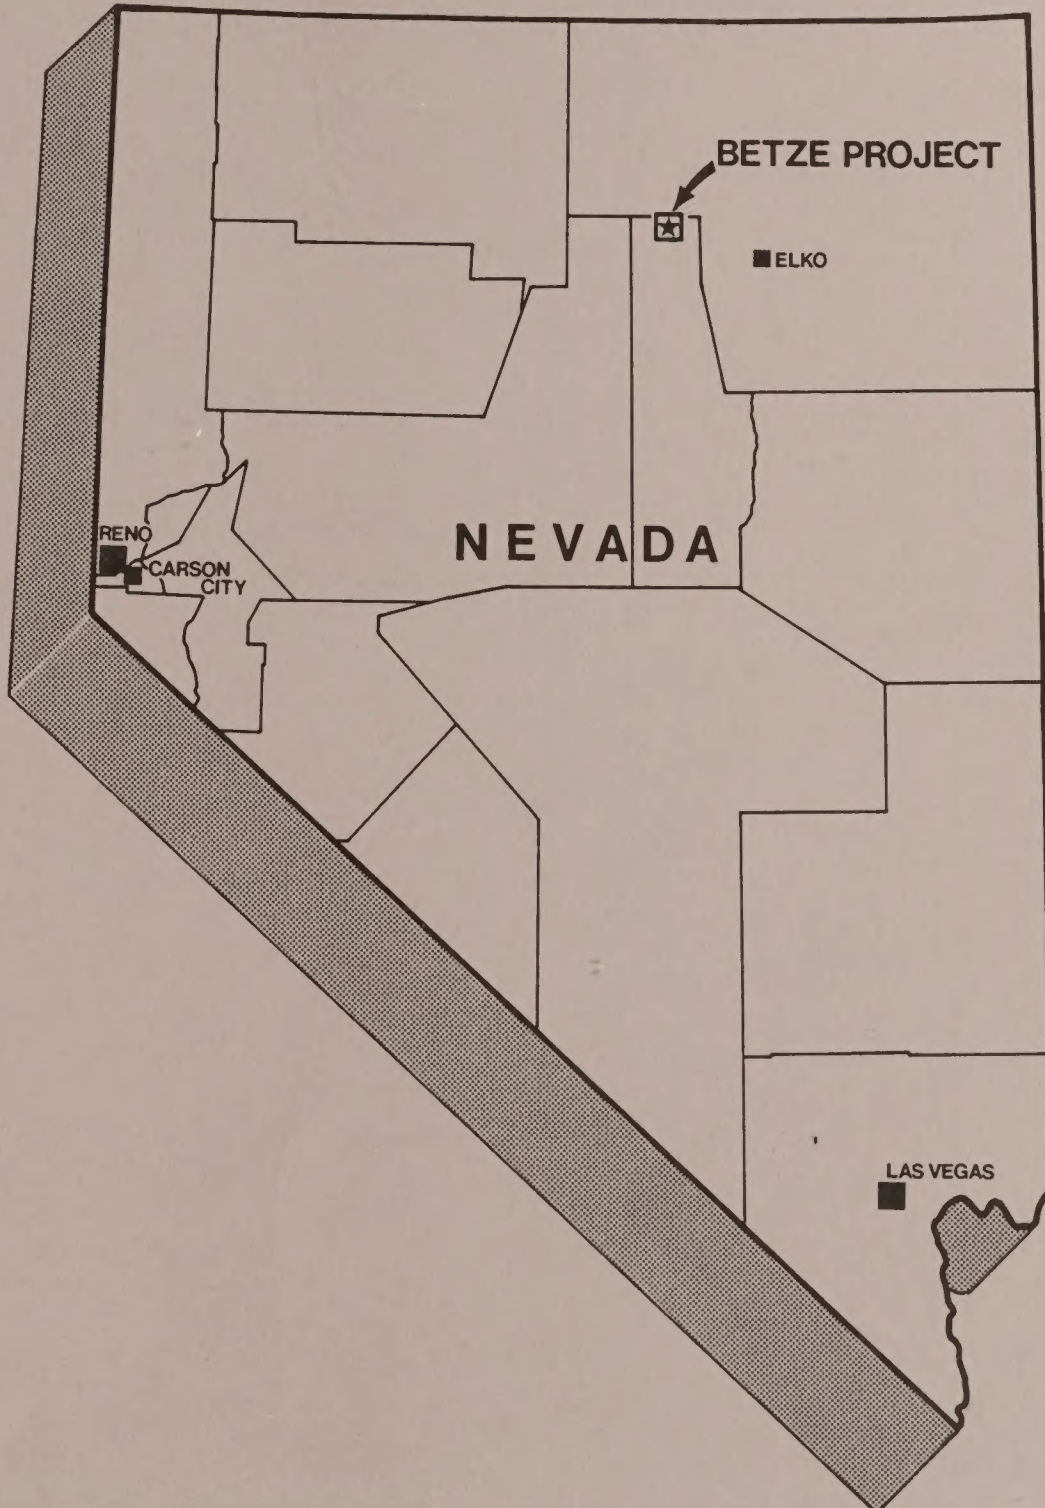 BETZE PROJECT
ELKO
NEVADA
RENO
CARSON
CITY
LAS VEGAS